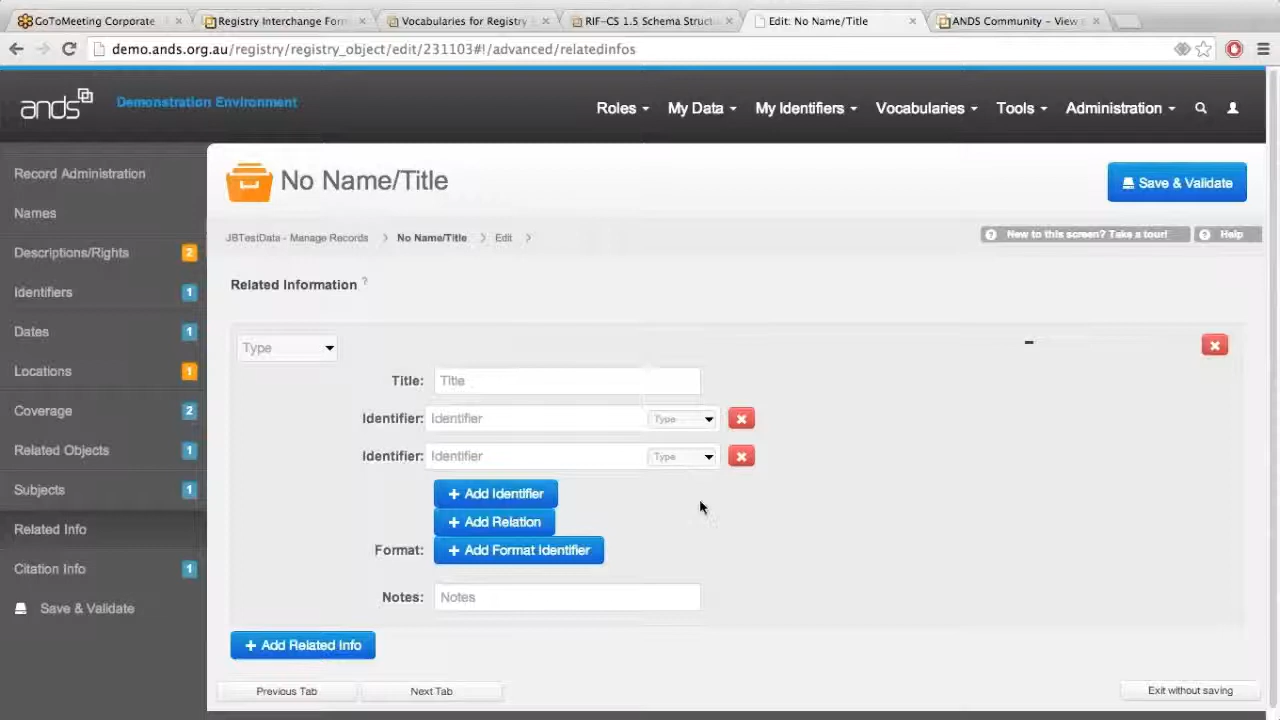 GoToMeeting Corporate
Registry Interchange Form
Vocabularies for Registry
RIF-CS 1.5 Schema Struct
Edit: No Name/Title
ANDS Community – View
demo.ands.org.au/registry/registry_object/edit/231103#!/advanced/relatedinfos
ands
Demonstration Environment
Roles
My Data
My Identifiers
Vocabularies
Tools
Administration
Record Administration
Names
Descriptions/Rights 2
Identifiers 1
Dates 1
Locations 1
Coverage 2
Related Objects 1
Subjects 1
Related Info
Citation Info 1
Save & Validate
No Name/Title
Save & Validate
JBTestData - Manage Records > No Name/Title > Edit >
? New to this screen? Take a tour!
? Help
Related Information ?
Type
Title: Title
Identifier: Identifier Type
Identifier: Identifier Type
+ Add Identifier
+ Add Relation
Format: + Add Format Identifier
Notes: Notes
+ Add Related Info
Previous Tab
Next Tab
Exit without saving